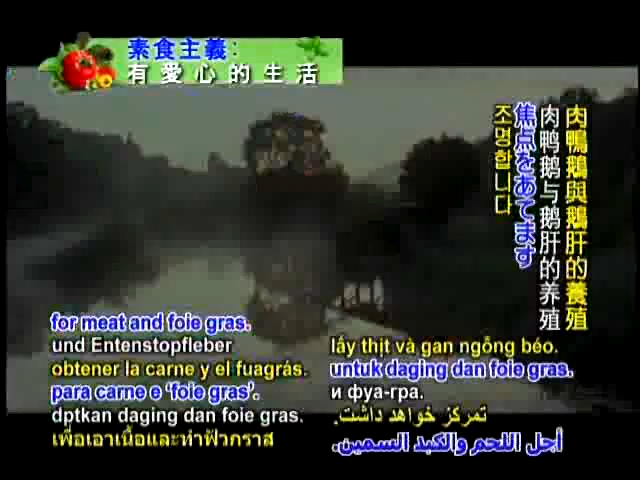 素食主義:
有愛心的生活
肉鴨鵝與鵝肝的養殖
肉鸭鹅与鹅肝的养殖
焦点をあてます
조명합니다
for meat and foie gras.
und Entenstopfleber
obtener la carne y el fuagrás.
para carne e 'foie gras'.
dptkan daging dan foie gras.
เพื่อเอาเนื้อและทำฟัวกราส
lấy thịt và gan ngỗng béo.
untuk daging dan foie gras.
и фуа-гра.
تمرکز خواهد داشت.
أجل اللحم والكبد السمين.